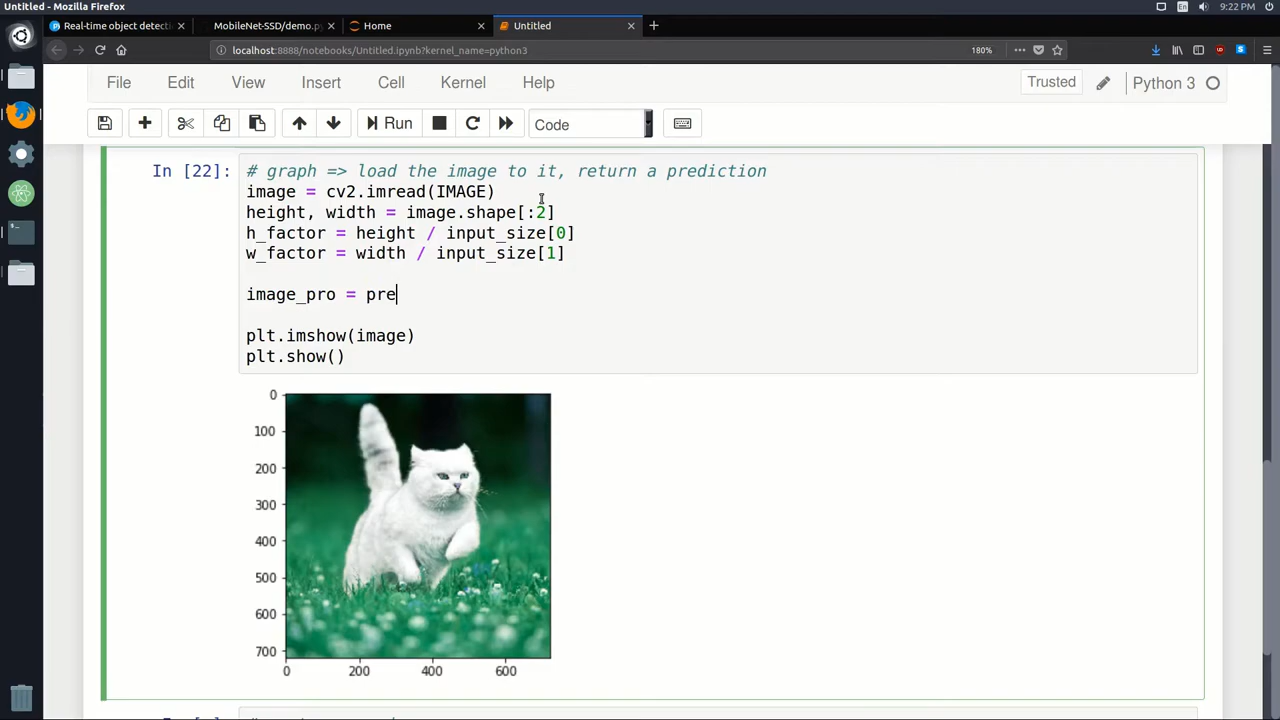 Untitled - Mozilla Firefox
En
9:22 PM
Real-time object detecti
MobileNet-SSD/demo.py
Home
Untitled
localhost:8888/notebooks/Untitled.ipynb?kernel_name=python3
180%
File Edit View Insert Cell Kernel Help
Trusted
Python 3
Run
Code
In [22]:
# graph => load the image to it, return a prediction
image = cv2.imread(IMAGE)
height, width = image.shape[:2]
h_factor = height / input_size[0]
w_factor = width / input_size[1]
image_pro = pre
plt.imshow(image)
plt.show()
0
100
200
300
400
500
600
700
0 200 400 600